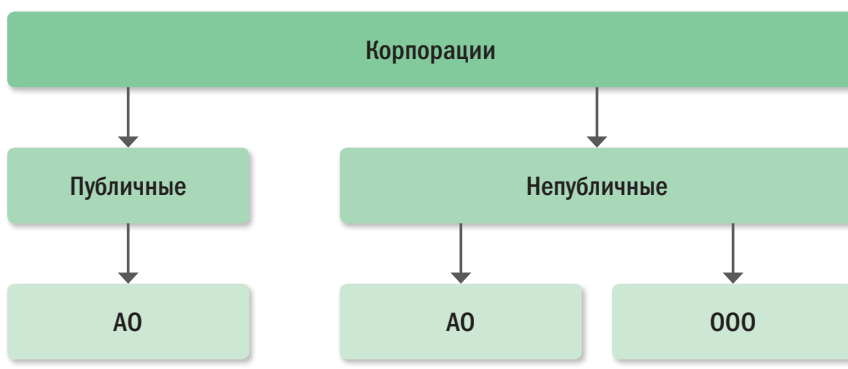 Корпорации
Публичные
Непубличные
АО
АО
ООО